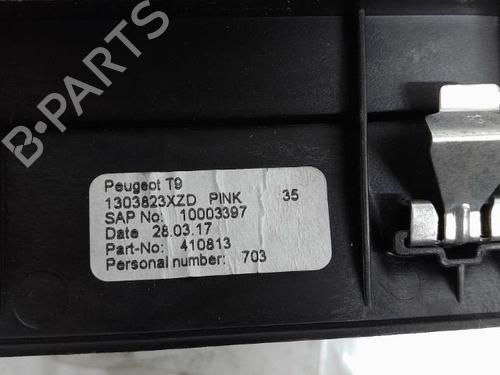 Peugeot T9
1303823XZD PINK 35
SAP No: 10003397
Date 28.03.17
Part-No: 410813
Personal number: 703
B-PARTS